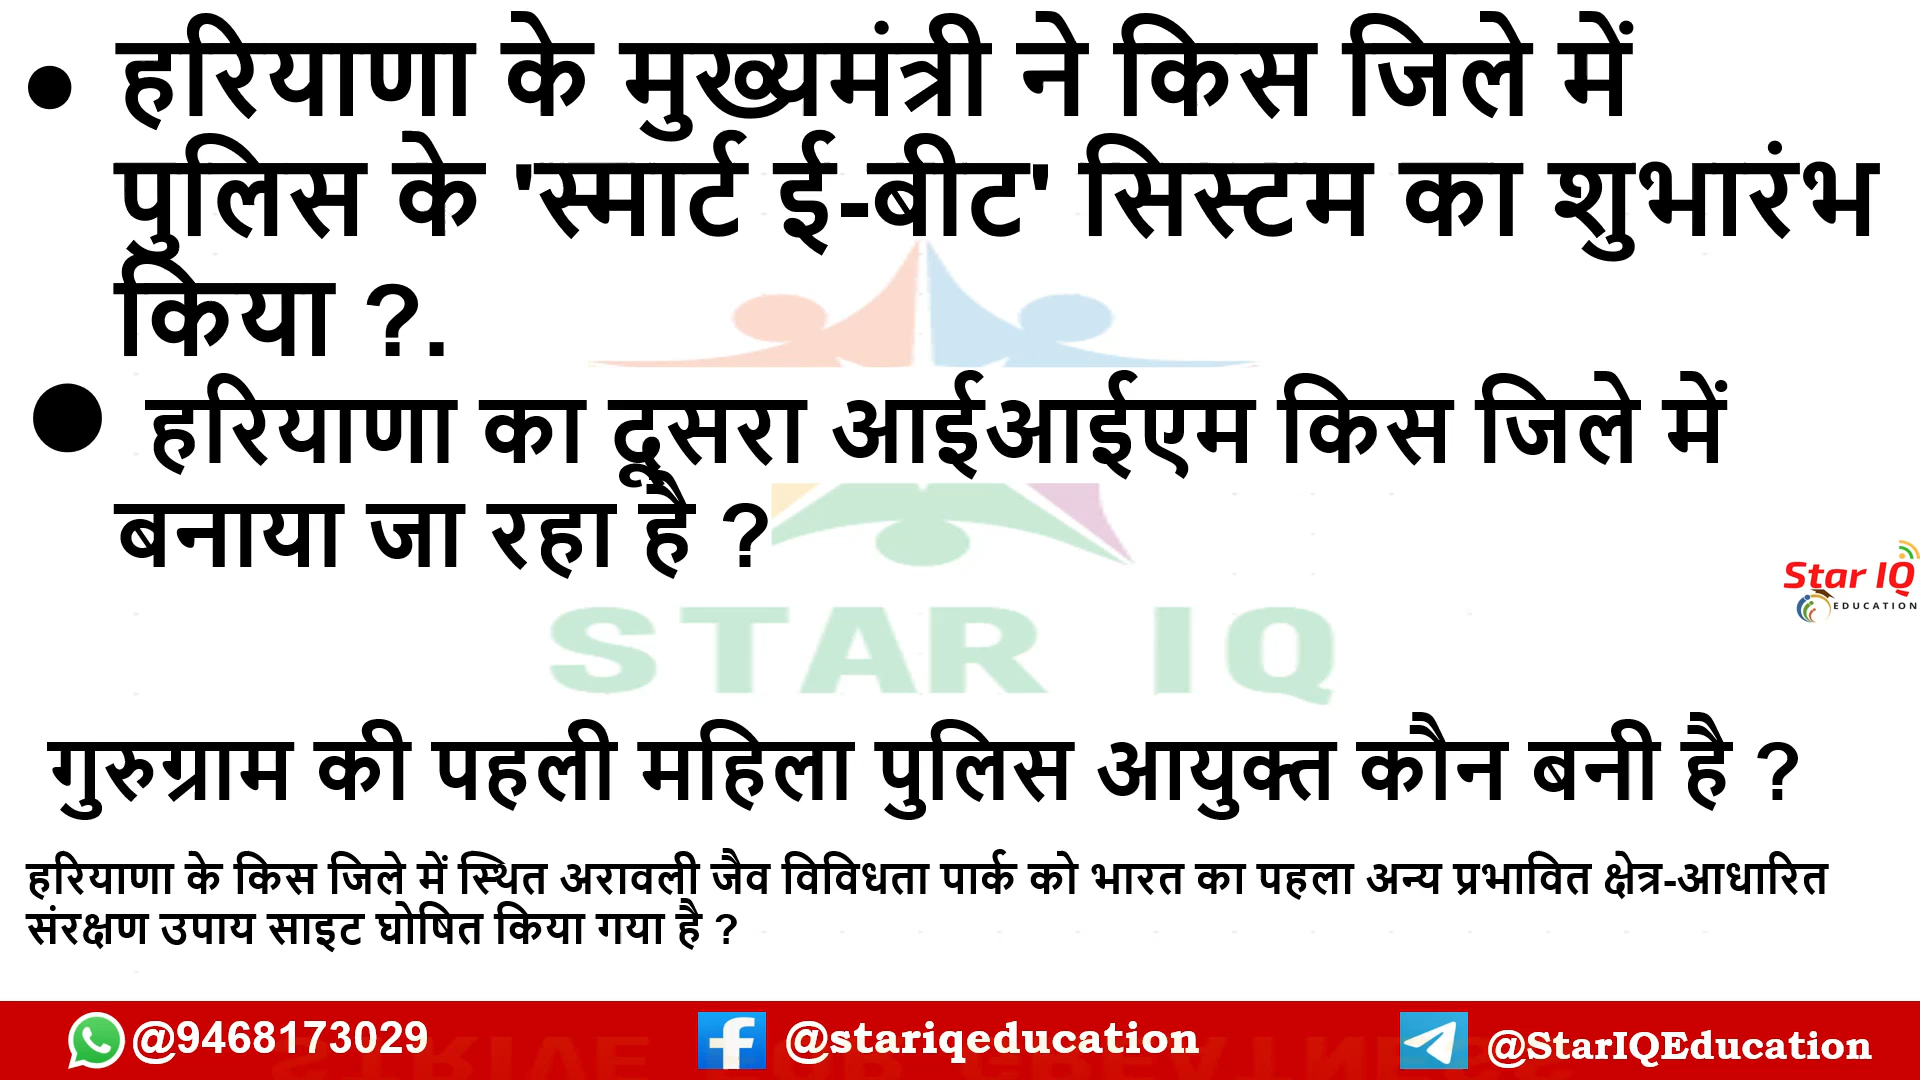 • हरियाणा के मुख्यमंत्री ने किस जिले में
पुलिस के 'स्मार्ट ई-बीट' सिस्टम का शुभारंभ
किया ?.
• हरियाणा का दूसरा आईआईएम किस जिले में
बनाया जा रहा है ?
STAR IQ
Star IQ
EDUCATION
गुरुग्राम की पहली महिला पुलिस आयुक्त कौन बनी है ?
हरियाणा के किस जिले में स्थित अरावली जैव विविधता पार्क को भारत का पहला अन्य प्रभावित क्षेत्र-आधारित
संरक्षण उपाय साइट घोषित किया गया है ?
@9468173029
@stariqeducation
@StarIQEducation